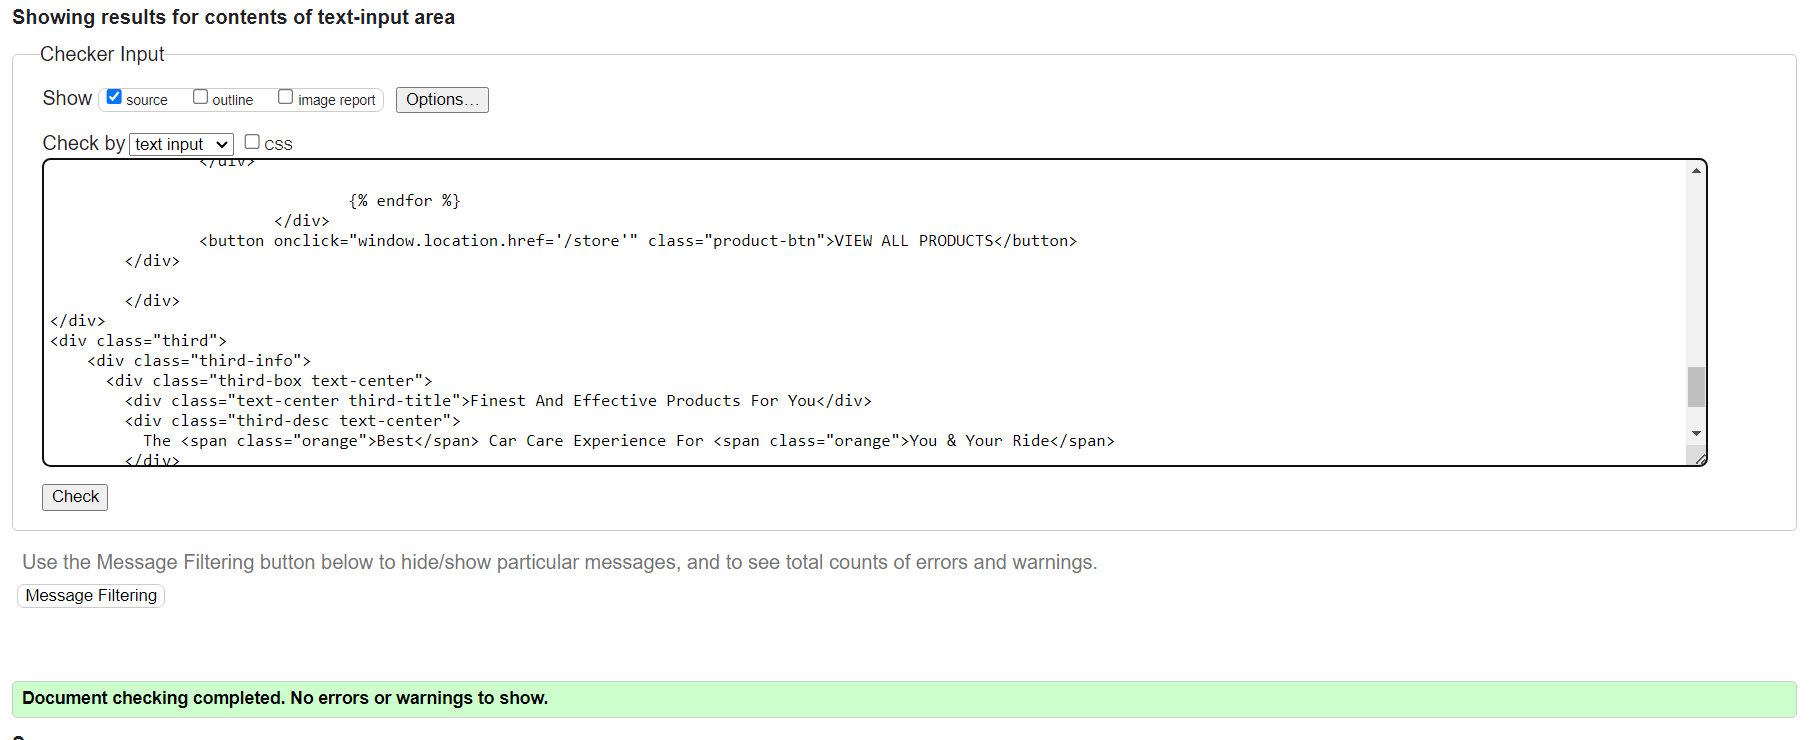 Showing results for contents of text-input area
Checker Input
Show source outline image report Options...
Check by text input CSS
</div>
{% endfor %}
</div>
<button onclick="window.location.href='/store'" class="product-btn">VIEW ALL PRODUCTS</button>
</div>
</div>
</div>
<div class="third">
<div class="third-info">
<div class="third-box text-center">
<div class="text-center third-title">Finest And Effective Products For You</div>
<div class="third-desc text-center">
The <span class="orange">Best</span> Car Care Experience For <span class="orange">You & Your Ride</span>
</div>
Check
Use the Message Filtering button below to hide/show particular messages, and to see total counts of errors and warnings.
Message Filtering
Document checking completed. No errors or warnings to show.